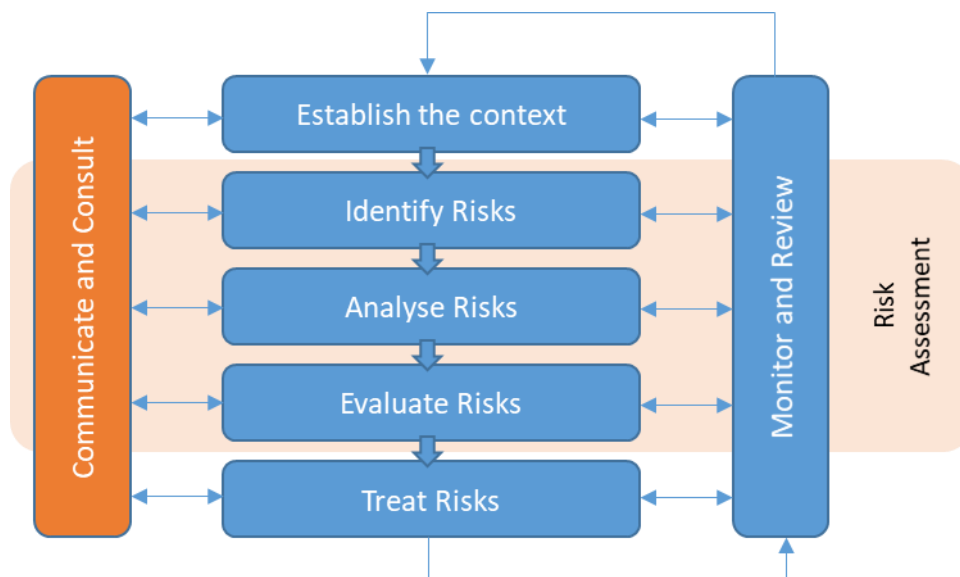 Establish the context
Identify Risks
Analyse Risks
Evaluate Risks
Treat Risks
Communicate and Consult
Monitor and Review
Risk
Assessment